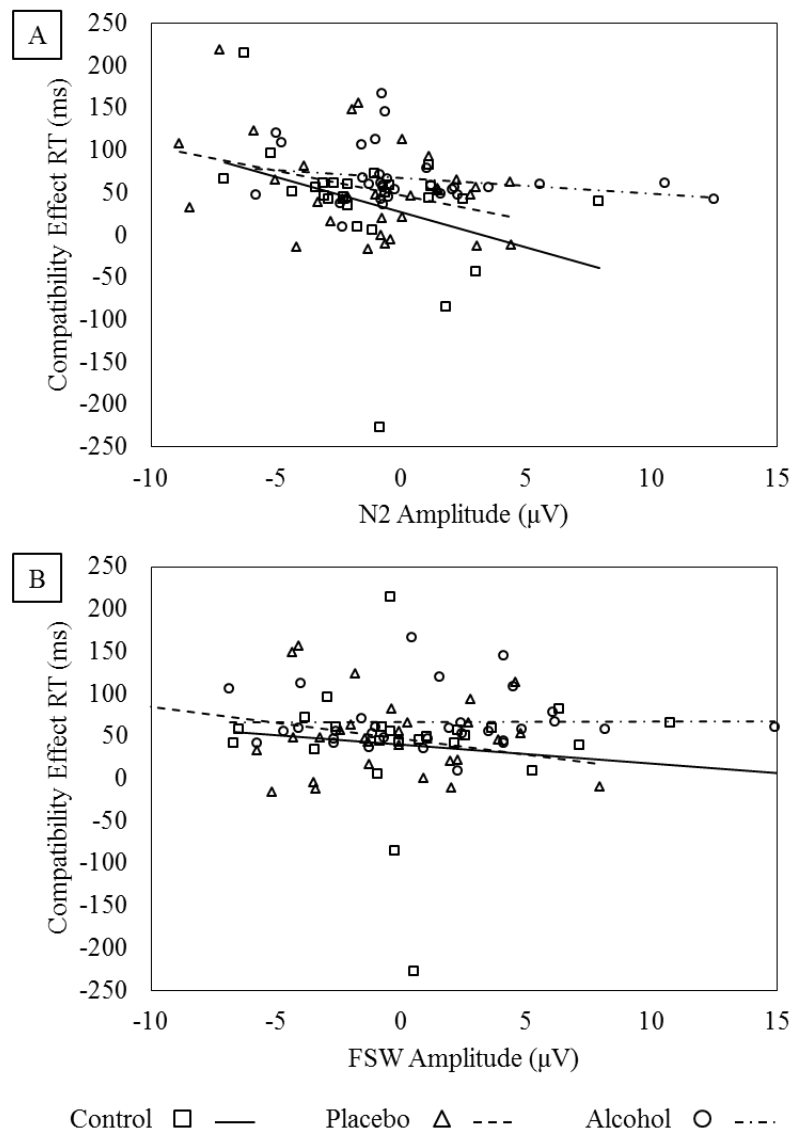 A
250
200
150
100
50
0
-50
-100
-150
-200
-250
Compatibility Effect RT (ms)
-10 -5 0 5 10 15
N2 Amplitude (µV)
B
250
200
150
100
50
0
-50
-100
-150
-200
-250
Compatibility Effect RT (ms)
-10 -5 0 5 10 15
FSW Amplitude (µV)
Control Placebo Alcohol